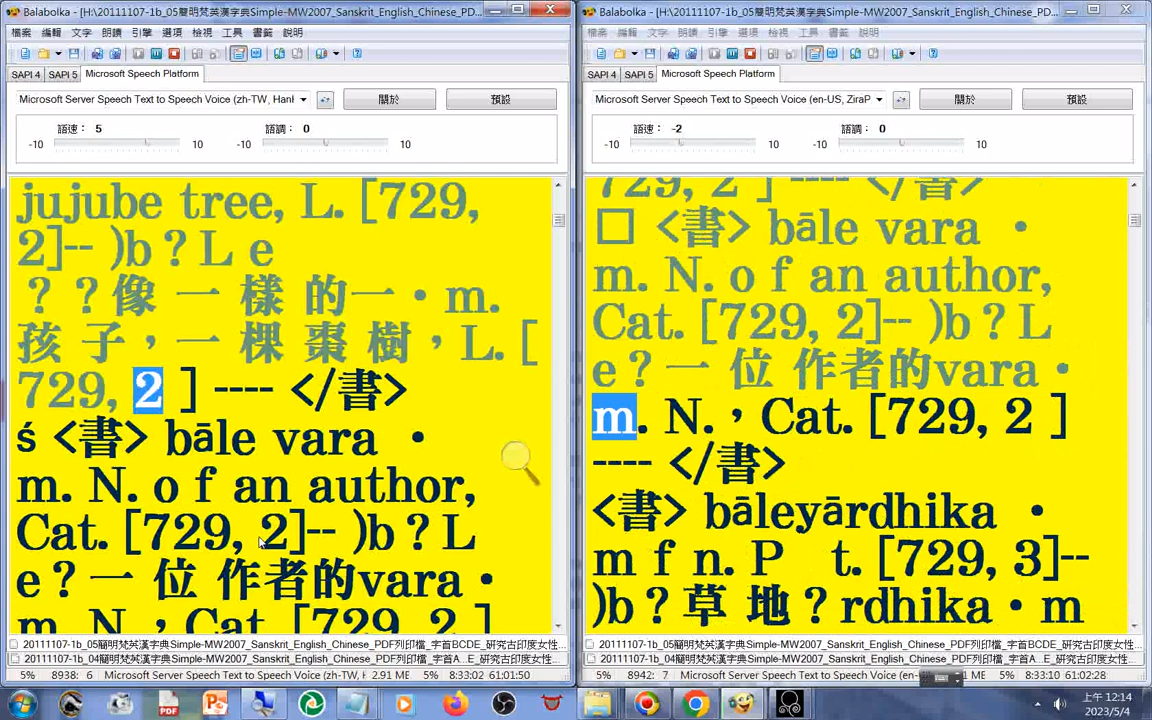 Balabolka - [H:\20111107-1b_05簡明梵英漢字典Simple-MW2007_Sanskrit_English_Chinese_PD...
檔案 編輯 文字 朗讀 引擎 選項 檢視 工具 書籤 說明
SAPI 4 SAPI 5 Microsoft Speech Platform
Microsoft Server Speech Text to Speech Voice (zh-TW, HanI
關於
預設
語速： 5 語調： 0
-10 10 -10 10
jujube tree, L. [729,
2]-- )b？L e
？？像 一 樣 的一・m.
孩 子，一 棵 棗 樹，L. [
729, 2 ] ---- </書>
ś <書> bāle vara ・
m. N. o f an author,
Cat. [729, 2]-- )b？L
e？一 位 作者的vara・
m. N., Cat. [729, 2 ]
20111107-1b_05簡明梵英漢字典Simple-MW2007_Sanskrit_English_Chinese_PDF列印檔_字首BCDE_研究古印度女性...
20111107-1b_04簡明梵英漢字典Simple-MW2007_Sanskrit_English_Chinese_PDF列印檔_字首A...E_研究古印度女性...
5% 8938: 6 Microsoft Server Speech Text to Speech Voice (zh-TW, H 2.91 ME 5% 8:33:02 61:01:50
Balabolka - [H:\20111107-1b_05簡明梵英漢字典Simple-MW2007_Sanskrit_English_Chinese_PD...
檔案 編輯 文字 朗讀 引擎 選項 檢視 工具 書籤 說明
SAPI 4 SAPI 5 Microsoft Speech Platform
Microsoft Server Speech Text to Speech Voice (en-US, ZiraP
關於
預設
語速： -2 語調： 0
-10 10 -10 10
729, 2 ] ---- </書>
□ <書> bāle vara ・
m. N. o f an author,
Cat. [729, 2]-- )b？L
e？一 位 作者的vara・
m. N.，Cat. [729, 2 ]
---- </書>
<書> bāleyārdhika ・
m f n. P t. [729, 3]--
)b？草 地？rdhika・m
20111107-1b_05簡明梵英漢字典Simple-MW2007_Sanskrit_English_Chinese_PDF列印檔_字首BCDE_研究古印度女性...
20111107-1b_04簡明梵英漢字典Simple-MW2007_Sanskrit_English_Chinese_PDF列印檔_字首A...E_研究古印度女性...
5% 8942: 7 Microsoft Server Speech Text to Speech Voice (en-US, ME 5% 8:33:10 61:02:28
上午 12:14
2023/5/4